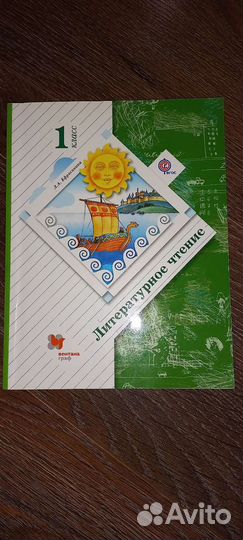 1 класс
ФГОС
Л.А. Ефросинина
Литературное чтение
вентана
граф
Avito